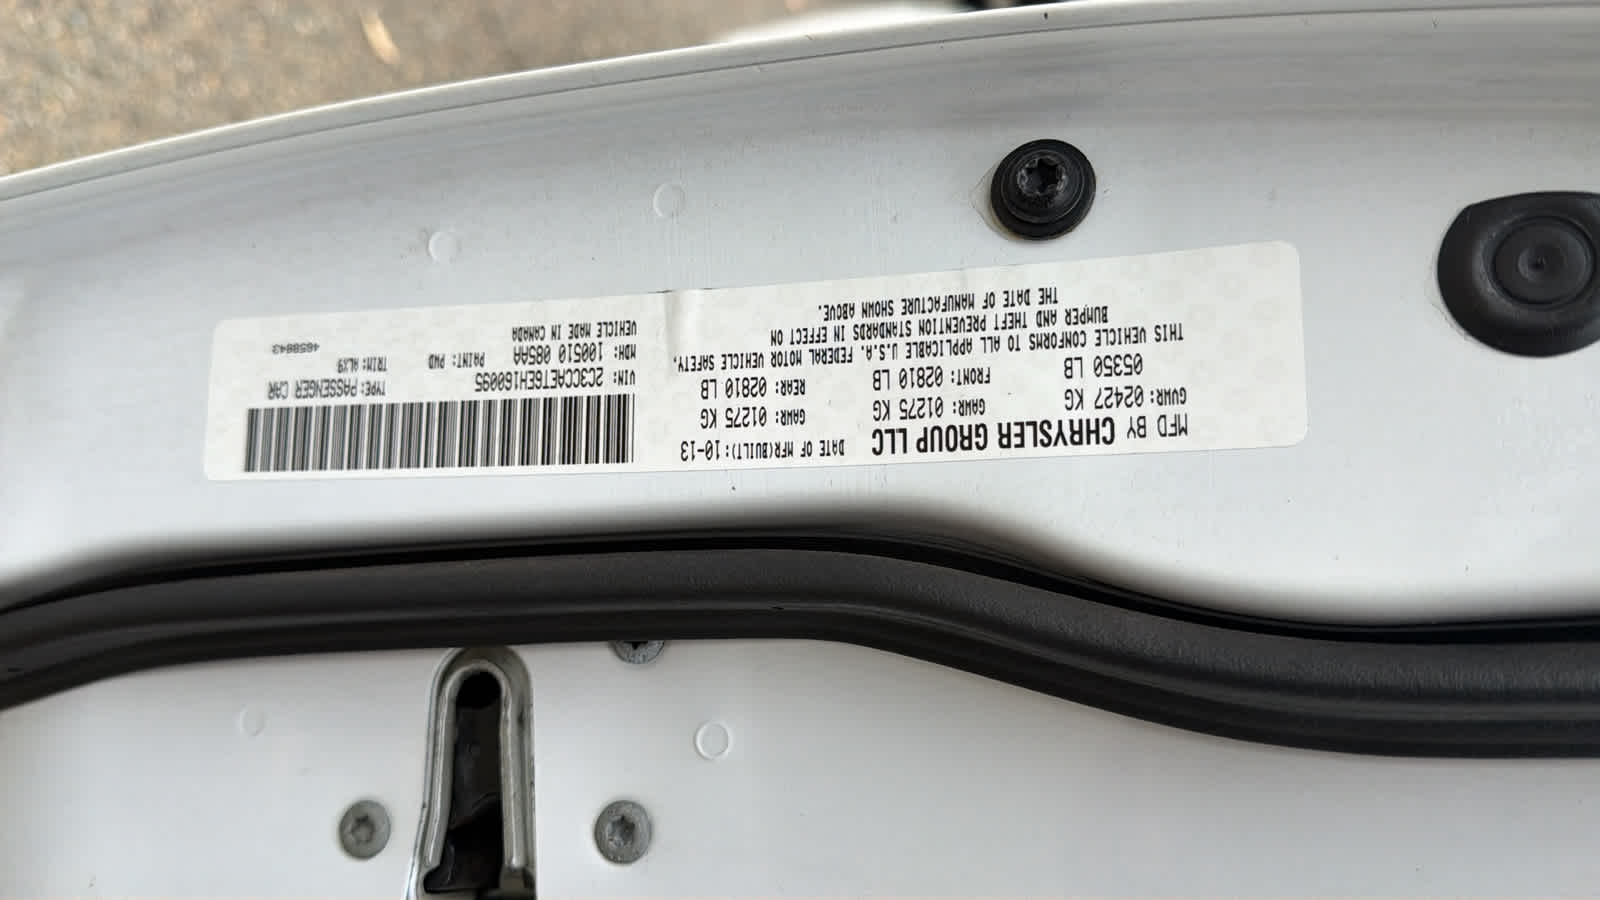 MFD BY CHRYSLER GROUP LLC
DATE OF MFR(BUILT): 10-13
GVWR: 02427 KG
05350 LB
GAWR: 01275 KG
FRONT: 02810 LB
GAWR: 01275 KG
REAR: 02810 LB
THIS VEHICLE CONFORMS TO ALL APPLICABLE U.S.A. FEDERAL MOTOR VEHICLE SAFETY,
BUMPER AND THEFT PREVENTION STANDARDS IN EFFECT ON
THE DATE OF MANUFACTURE SHOWN ABOVE.
VIN: 2C3CCAET6EH160095
TYPE: PASSENGER CAR
MDH: 100510 085AA
PAINT: PWD
TRIM: HLX9
VEHICLE MADE IN CANADA
4658643